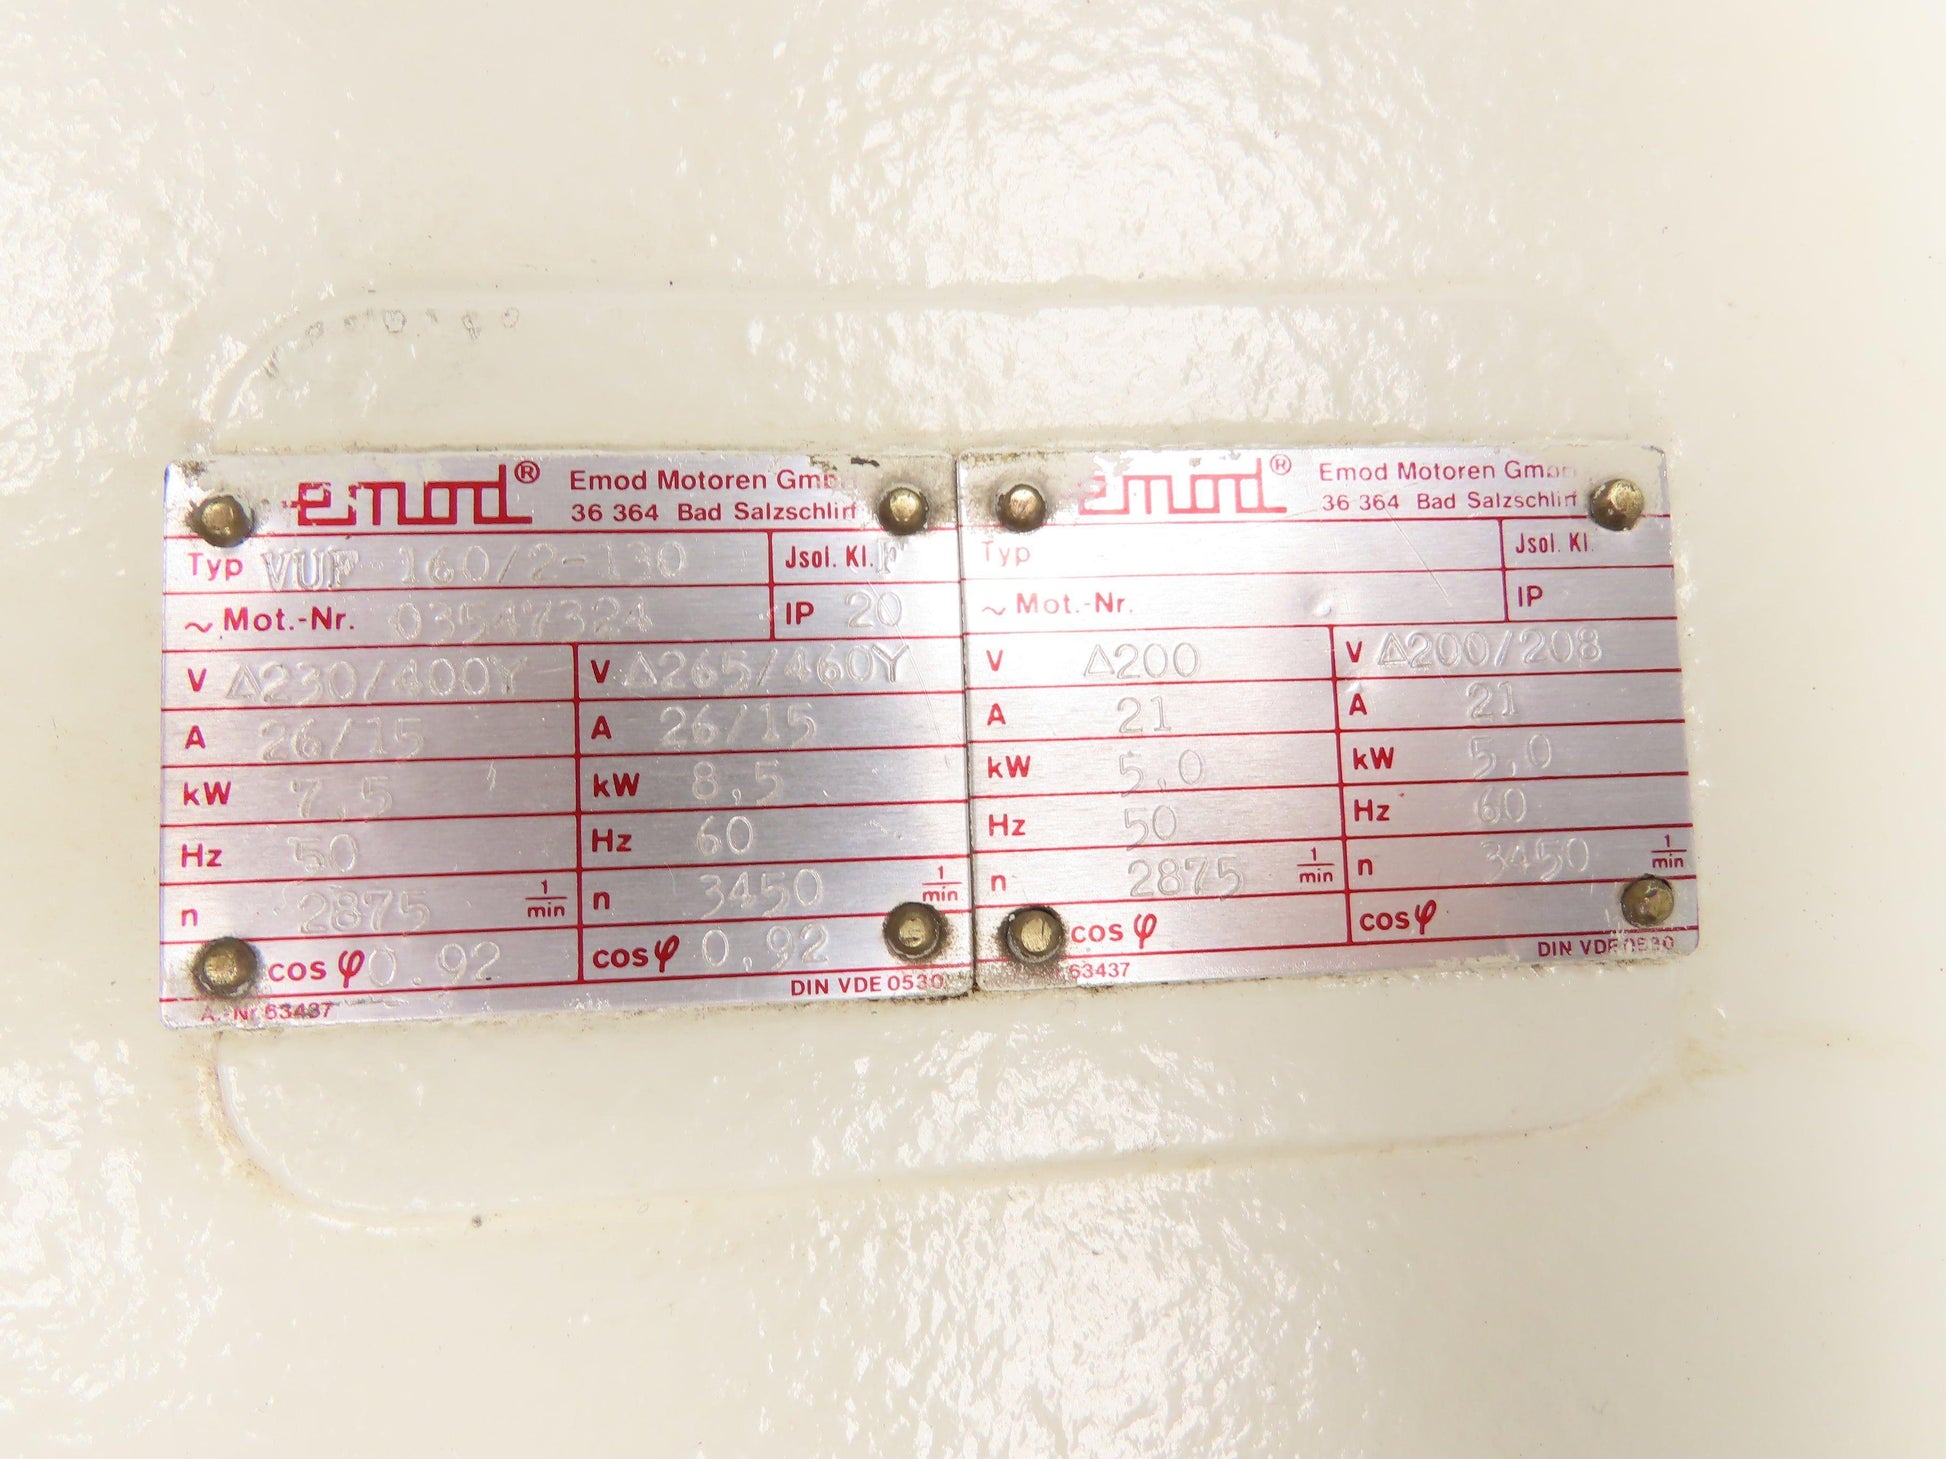 emod® Emod Motoren GmbH
36 364 Bad Salzschlirf
Typ VUF 160/2-130 Jsol. Kl. F
~ Mot.-Nr. 03547324 IP 20
V Δ230/400Y V Δ265/460Y
A 26/15 A 26/15
kW 7,5 kW 8,5
Hz 50 Hz 60
n 2875 1/min n 3450 1/min
cos φ 0.92 cos φ 0,92
A.-Nr. 63437 DIN VDE 0530
emod® Emod Motoren GmbH
36 364 Bad Salzschlirf
Typ Jsol. Kl.
~ Mot.-Nr. IP
V Δ200 V Δ200/208
A 21 A 21
kW 5,0 kW 5,0
Hz 50 Hz 60
n 2875 1/min n 3450 1/min
cos φ cos φ
63437 DIN VDE 0530